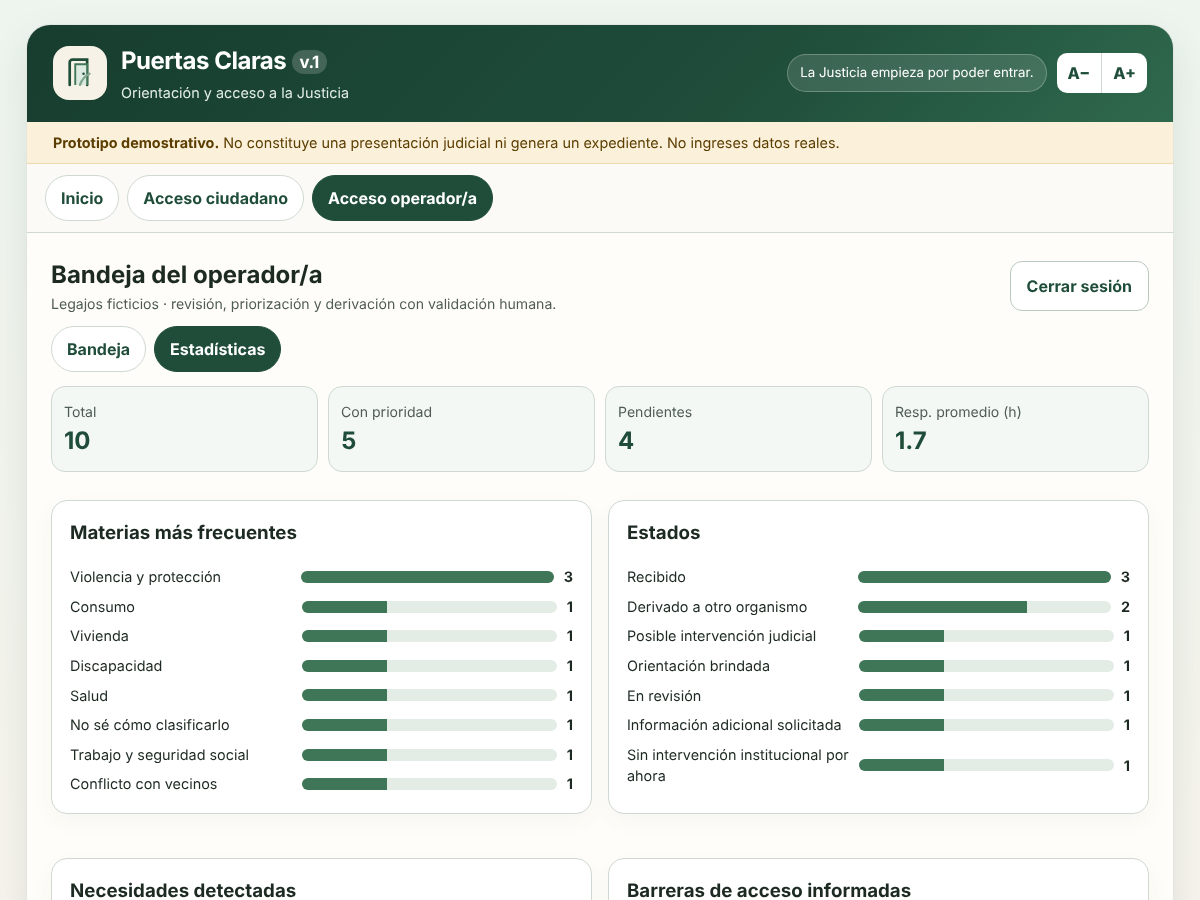 Puertas Claras v.1
Orientación y acceso a la Justicia
La Justicia empieza por poder entrar.
A− A+
Prototipo demostrativo. No constituye una presentación judicial ni genera un expediente. No ingreses datos reales.
Inicio
Acceso ciudadano
Acceso operador/a
Bandeja del operador/a
Legajos ficticios · revisión, priorización y derivación con validación humana.
Cerrar sesión
Bandeja
Estadísticas
Total
10
Con prioridad
5
Pendientes
4
Resp. promedio (h)
1.7
Materias más frecuentes
Violencia y protección 3
Consumo 1
Vivienda 1
Discapacidad 1
Salud 1
No sé cómo clasificarlo 1
Trabajo y seguridad social 1
Conflicto con vecinos 1
Estados
Recibido 3
Derivado a otro organismo 2
Posible intervención judicial 1
Orientación brindada 1
En revisión 1
Información adicional solicitada 1
Sin intervención institucional por
ahora 1
Necesidades detectadas
Barreras de acceso informadas